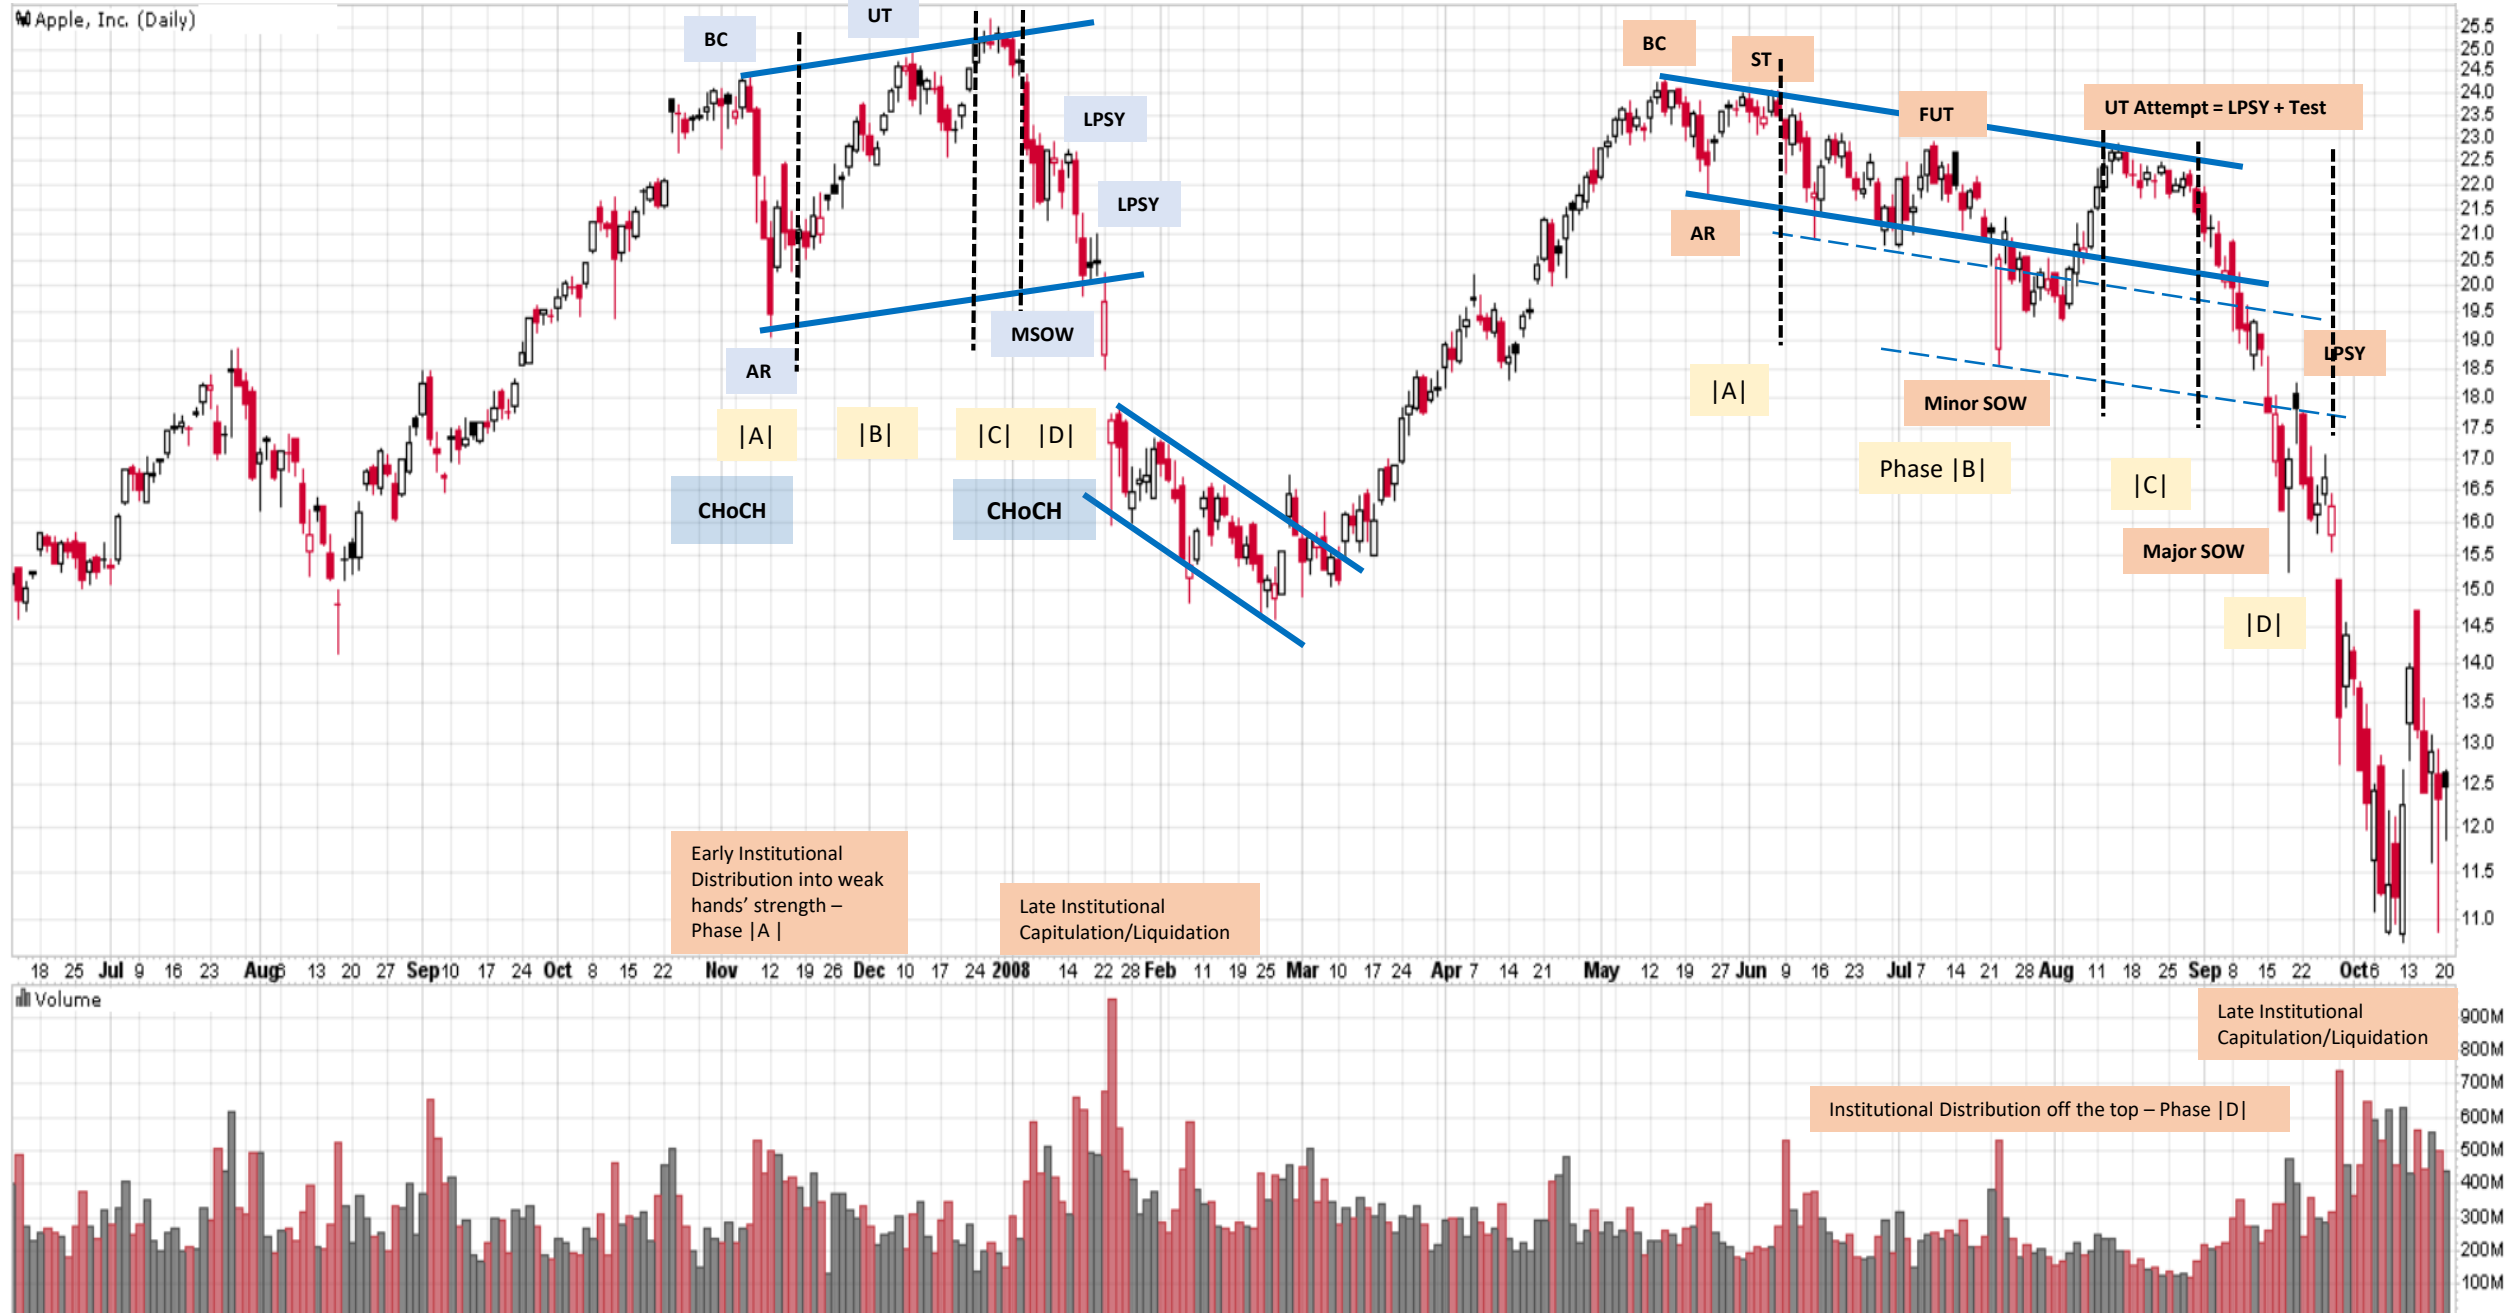 Apple, Inc. (Daily)
UT
BC
BC
ST
LPSY
FUT
UT Attempt = LPSY + Test
LPSY
AR
MSOW
AR
LPSY
|A|
Minor SOW
|A|
|B|
|C|
|D|
Phase |B|
|C|
CHoCH
CHoCH
Major SOW
|D|
Early Institutional
Distribution into weak
hands’ strength –
Phase |A |
Late Institutional
Capitulation/Liquidation
25.5
25.0
24.5
24.0
23.5
23.0
22.5
22.0
21.5
21.0
20.5
20.0
19.5
19.0
18.5
18.0
17.5
17.0
16.5
16.0
15.5
15.0
14.5
14.0
13.5
13.0
12.5
12.0
11.5
11.0
18 25 Jul 9 16 23 Aug 13 20 27 Sep 10 17 24 Oct 8 15 22 Nov 12 19 26 Dec 10 17 24 2008 14 22 28 Feb 11 19 25 Mar 10 17 24 Apr 7 14 21 May 12 19 27 Jun 9 16 23 Jul 7 14 21 28 Aug 11 18 25 Sep 8 15 22 Oct 6 13 20
Volume
Late Institutional
Capitulation/Liquidation
Institutional Distribution off the top – Phase |D|
900M
800M
700M
600M
500M
400M
300M
200M
100M